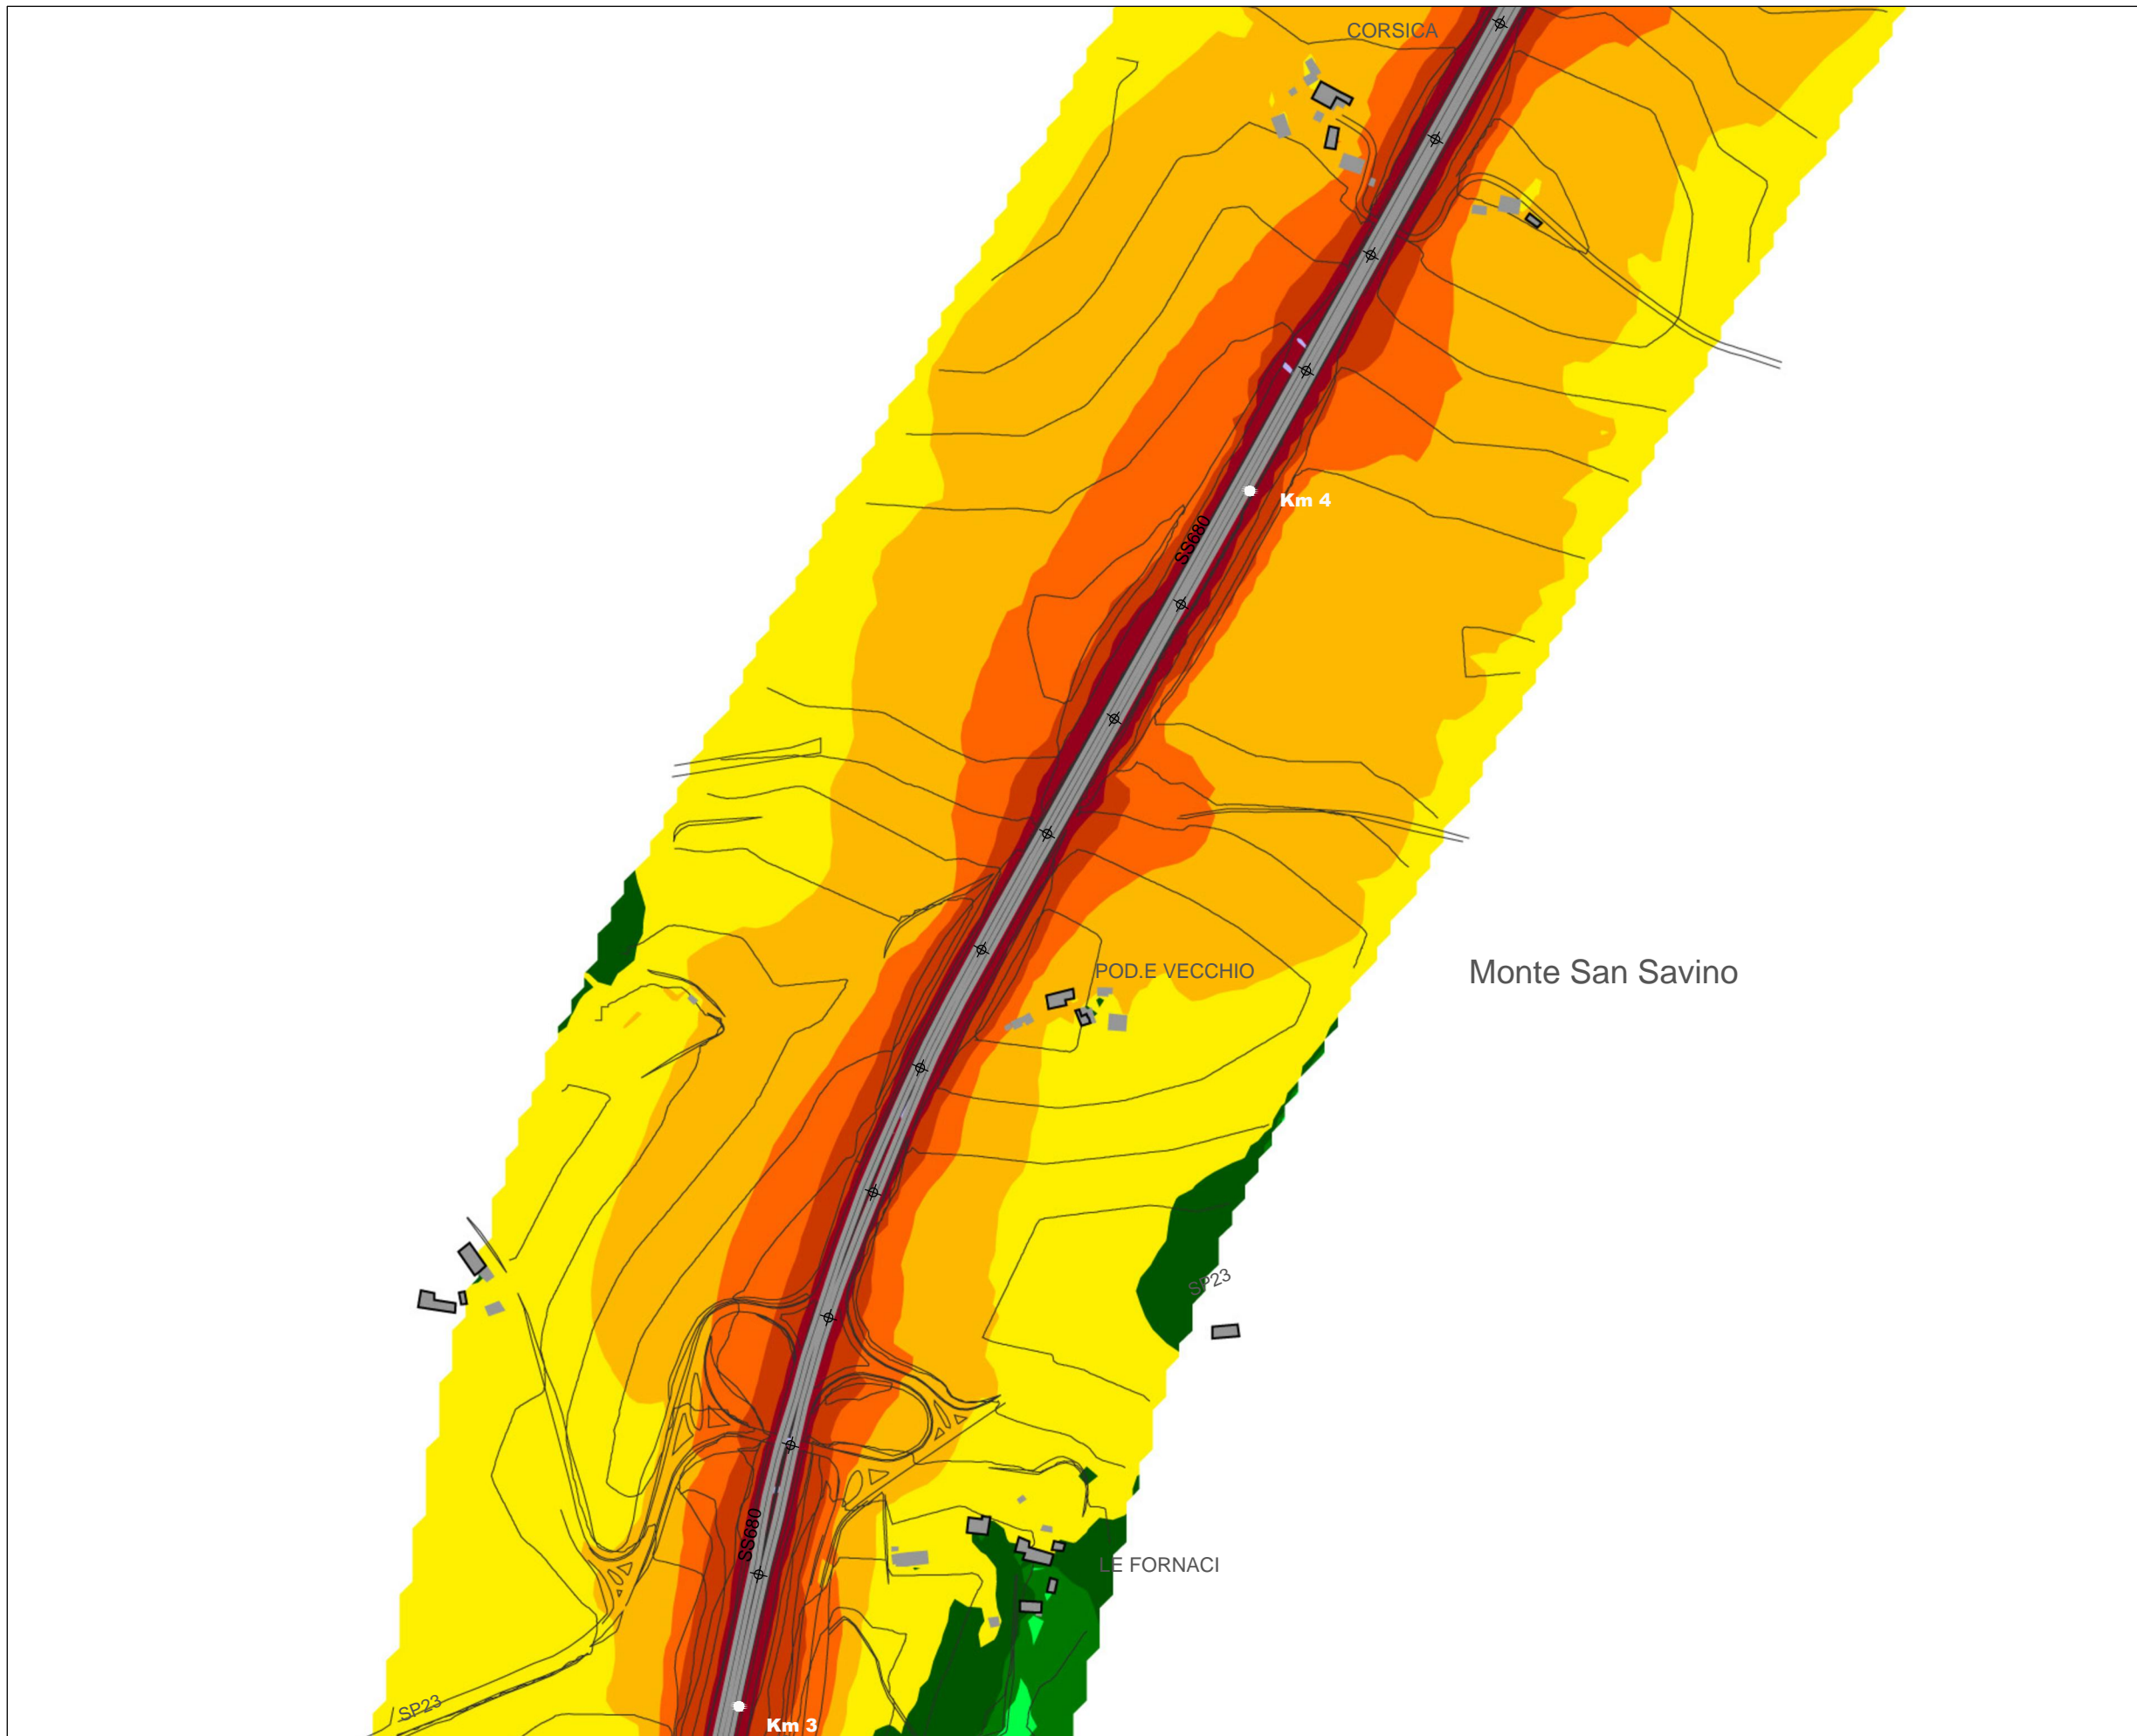 CORSICA
Km 4
SS680
POD.E VECCHIO
Monte San Savino
SP23
SS680
LE FORNACI
SP23
Km 3